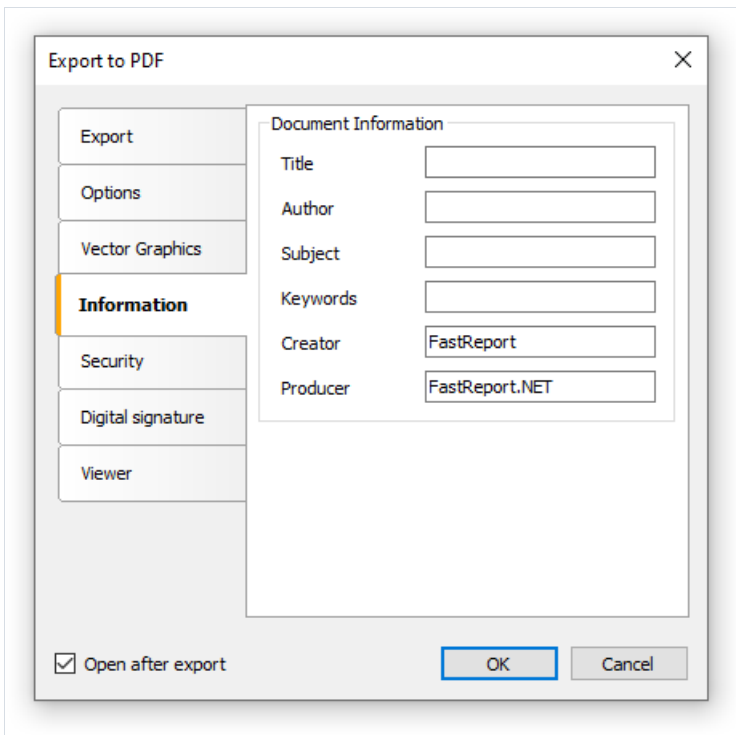 Export to PDF
Export
Options
Vector Graphics
Information
Security
Digital signature
Viewer
Document Information
Title
Author
Subject
Keywords
Creator FastReport
Producer FastReport.NET
Open after export
OK Cancel